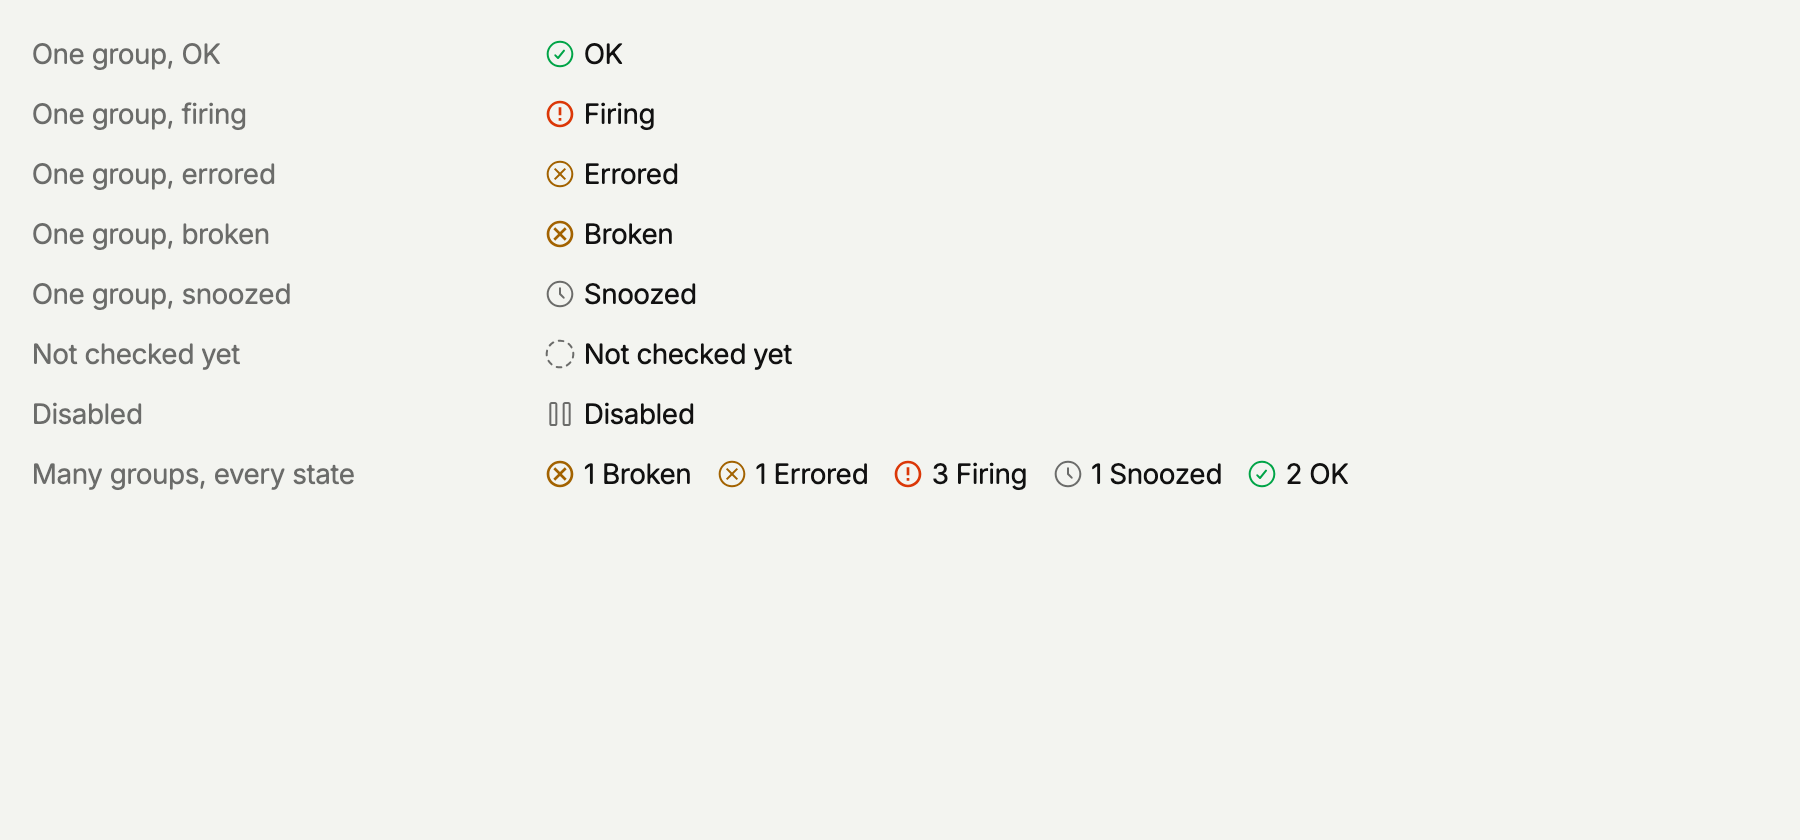 One group, OK OK
One group, firing Firing
One group, errored Errored
One group, broken Broken
One group, snoozed Snoozed
Not checked yet Not checked yet
Disabled Disabled
Many groups, every state 1 Broken 1 Errored 3 Firing 1 Snoozed 2 OK